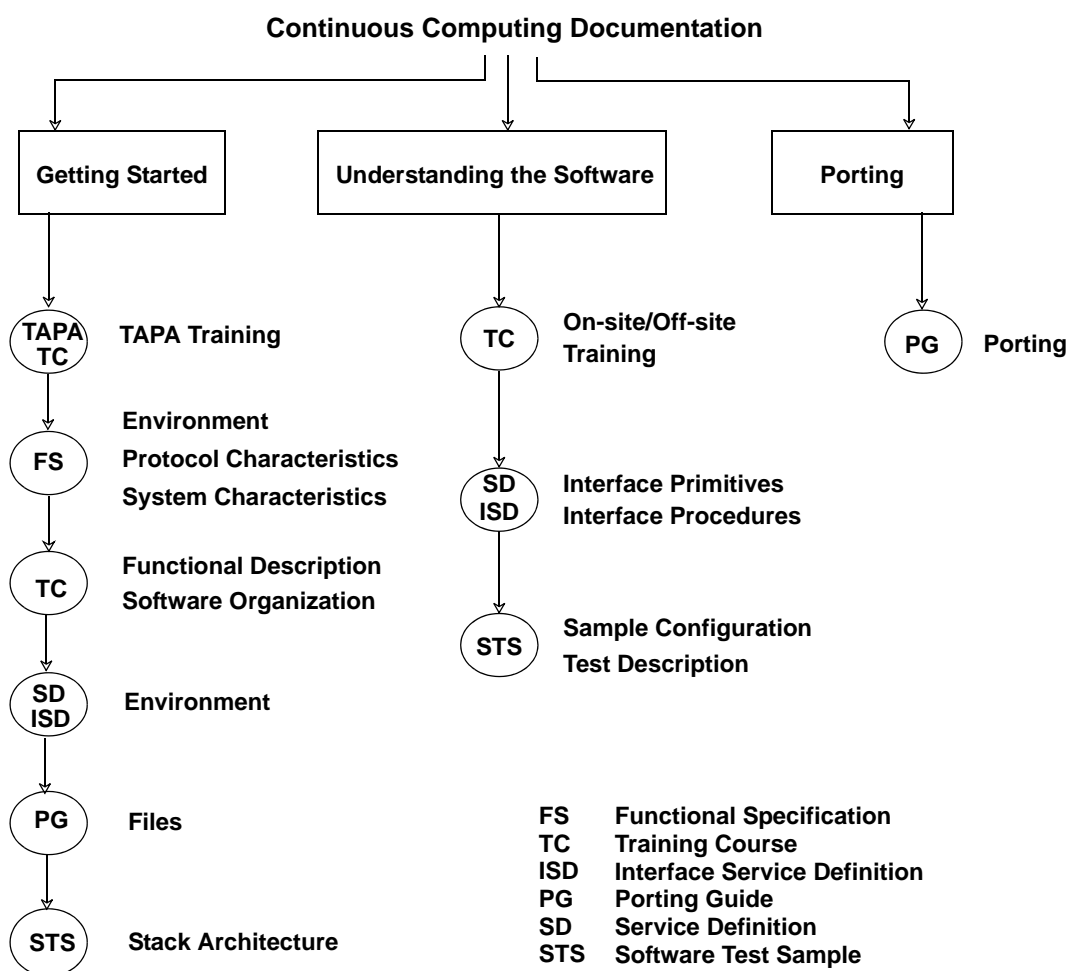 Continuous Computing Documentation
Getting Started
Understanding the Software
Porting
TAPA
TC
TAPA Training
FS
Environment
Protocol Characteristics
System Characteristics
TC
Functional Description
Software Organization
SD
ISD
Environment
PG
Files
STS
Stack Architecture
TC
On-site/Off-site
Training
SD
ISD
Interface Primitives
Interface Procedures
STS
Sample Configuration
Test Description
PG
Porting
FS Functional Specification
TC Training Course
ISD Interface Service Definition
PG Porting Guide
SD Service Definition
STS Software Test Sample